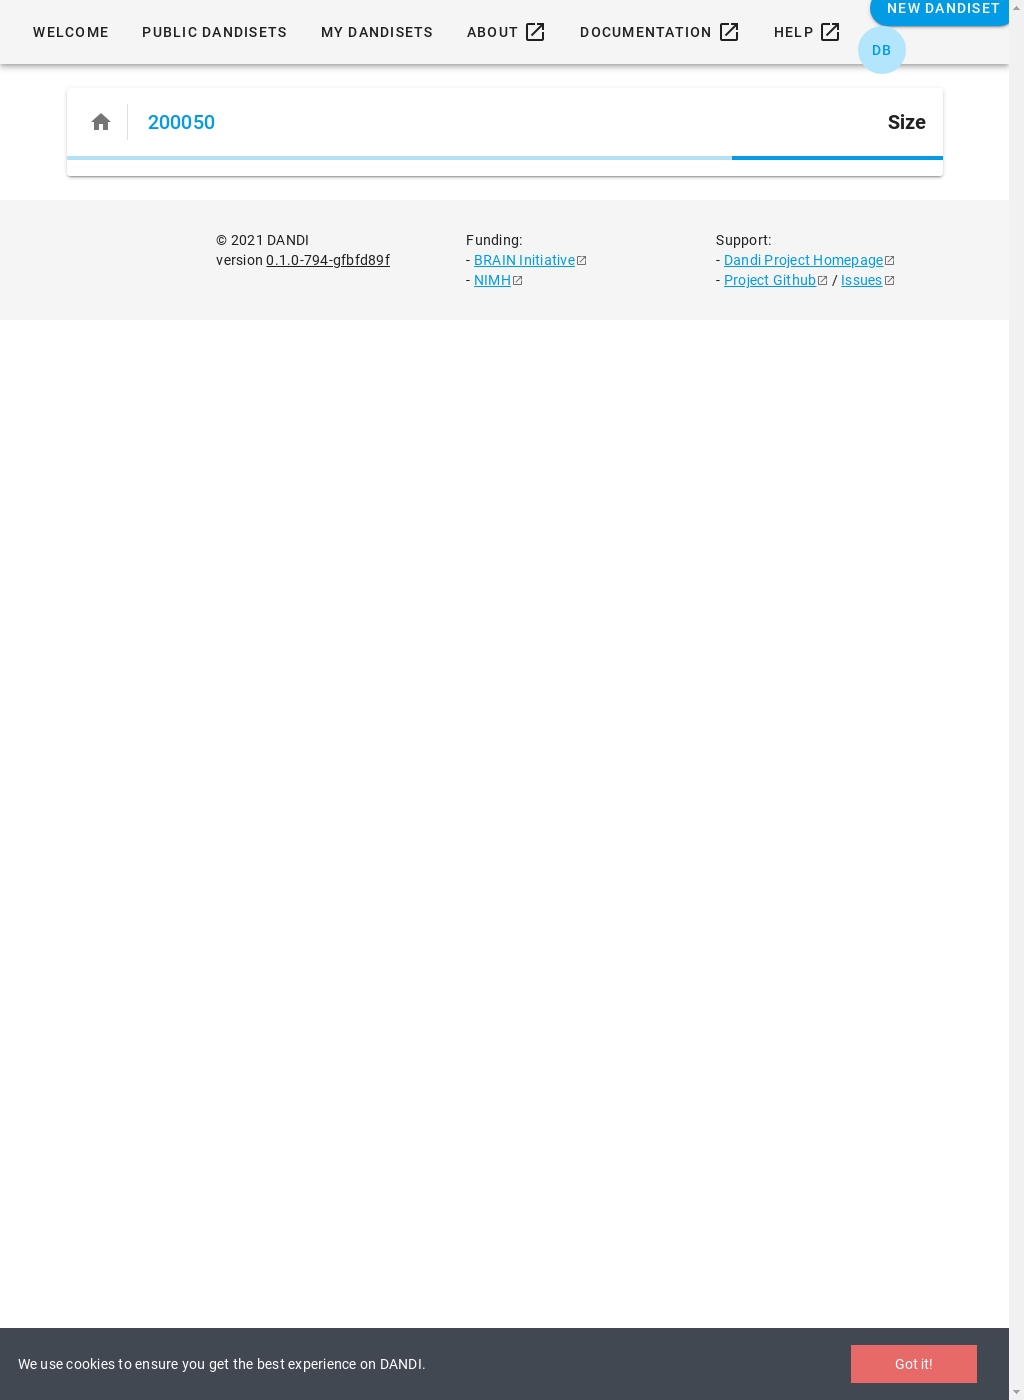 NEW DANDISET
WELCOME PUBLIC DANDISETS MY DANDISETS ABOUT DOCUMENTATION HELP
DB
200050 Size
© 2021 DANDI
version 0.1.0-794-gfbfd89f
Funding:
- BRAIN Initiative
- NIMH
Support:
- Dandi Project Homepage
- Project Github / Issues
We use cookies to ensure you get the best experience on DANDI. Got it!